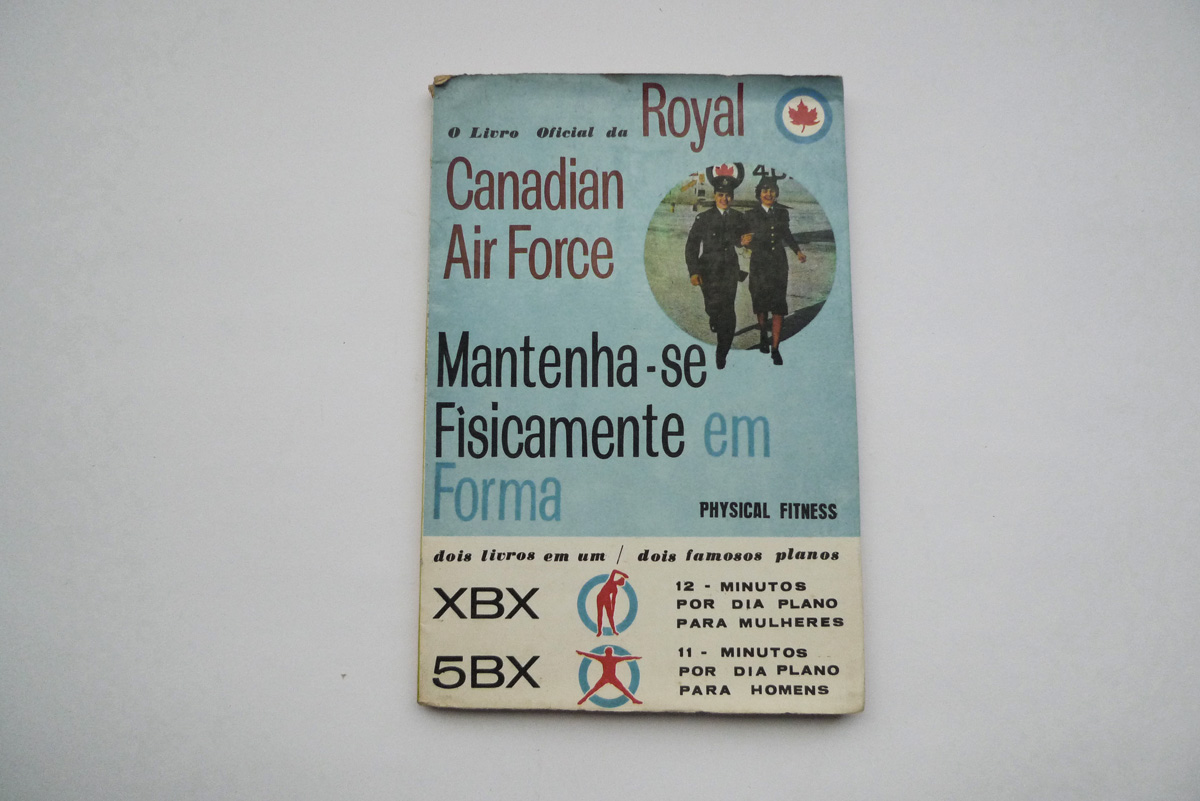 O Livro Oficial da Royal
Canadian
Air Force
Mantenha-se
Fìsicamente em
Forma
PHYSICAL FITNESS
dois livros em um / dois famosos planos
XBX
12 - MINUTOS
POR DIA PLANO
PARA MULHERES
5BX
11 - MINUTOS
POR DIA PLANO
PARA HOMENS